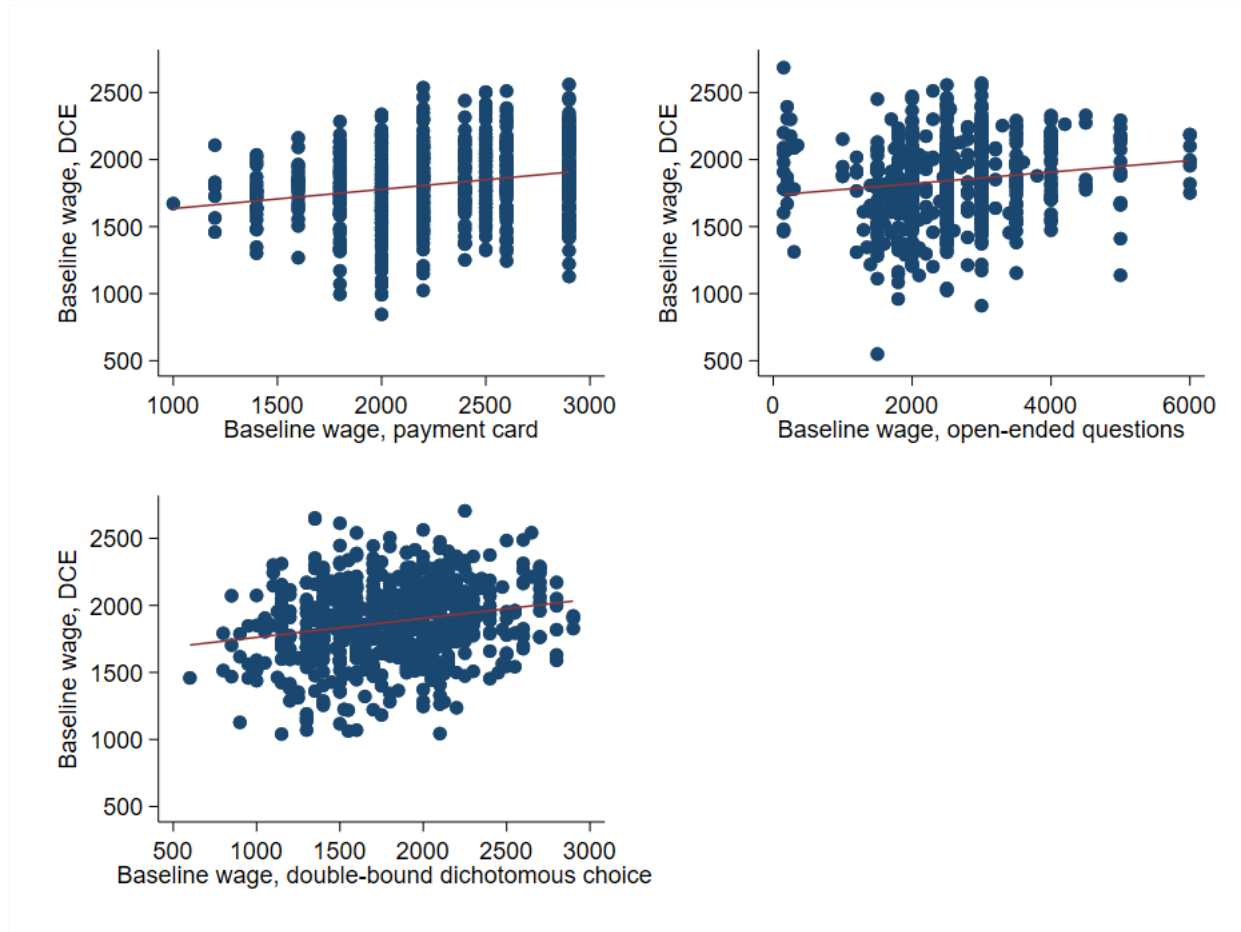 Baseline wage, DCE
2500
2000
1500
1000
500
1000 1500 2000 2500 3000
Baseline wage, payment card
Baseline wage, DCE
2500
2000
1500
1000
500
0 2000 4000 6000
Baseline wage, open-ended questions
Baseline wage, DCE
2500
2000
1500
1000
500
500 1000 1500 2000 2500 3000
Baseline wage, double-bound dichotomous choice